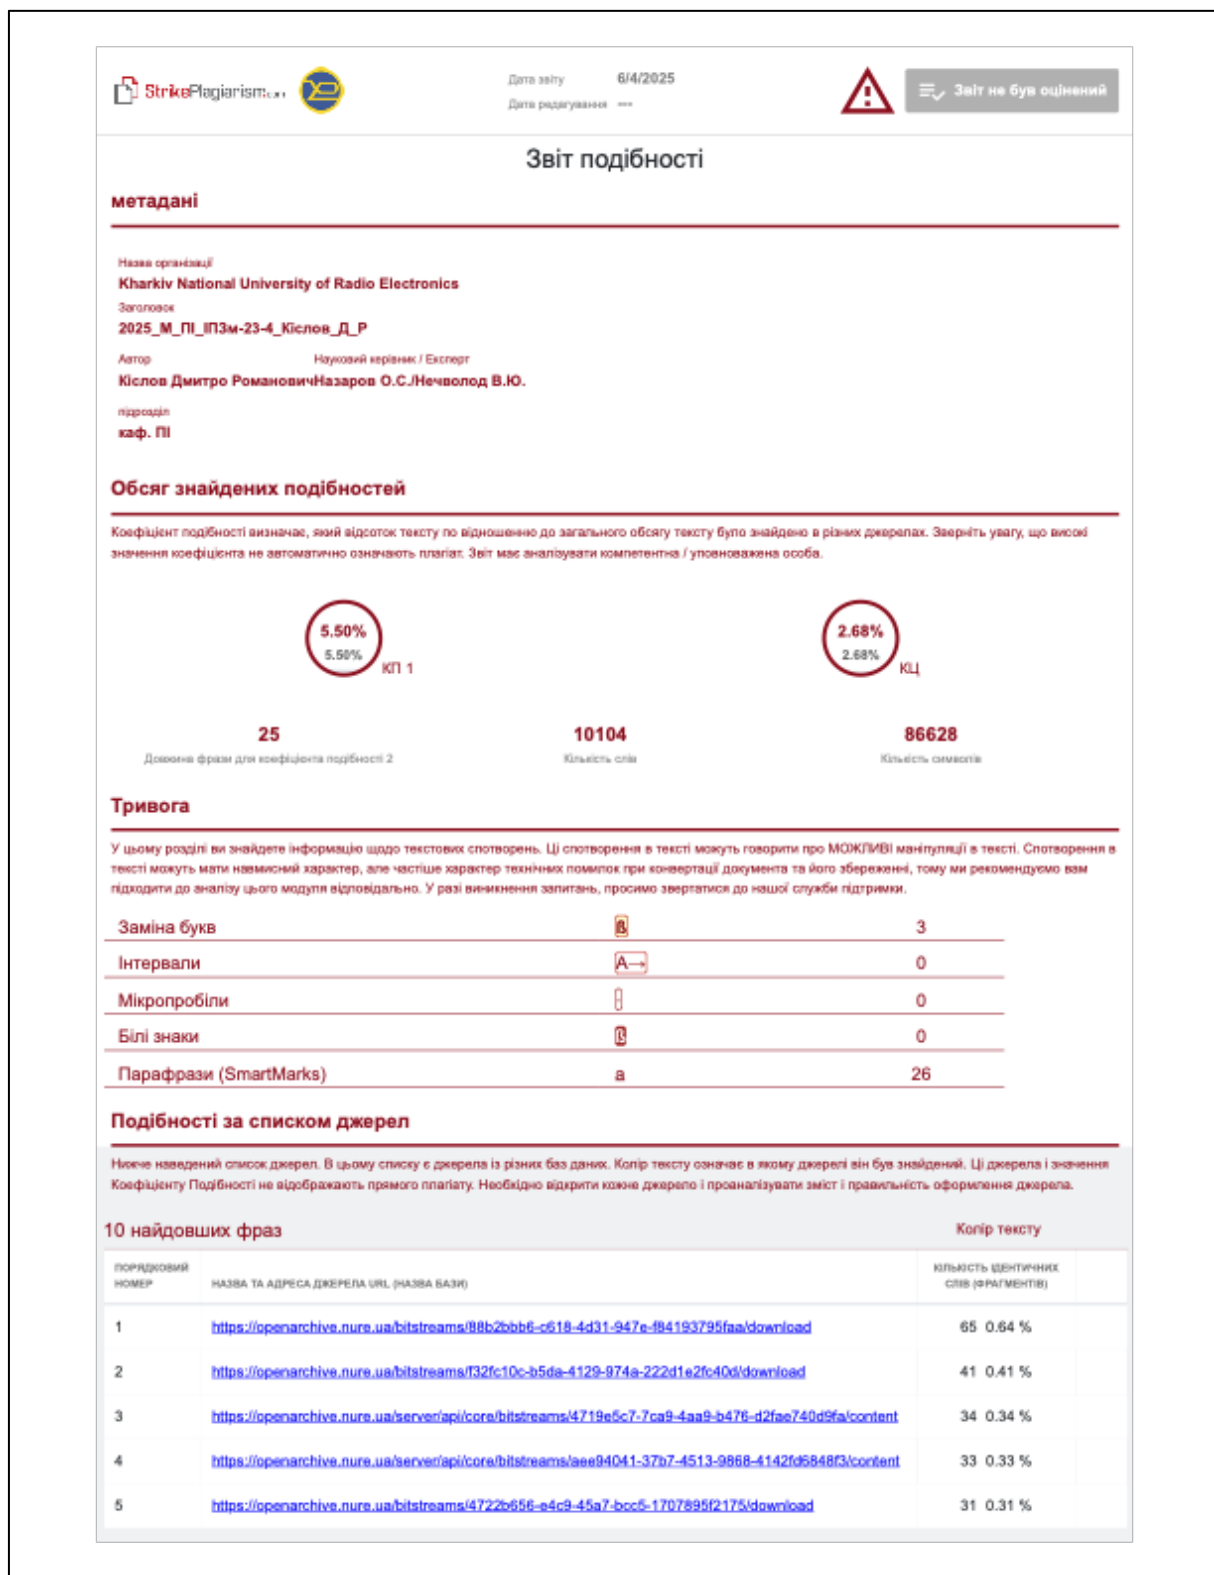 StrikePlagiarism.com
Дата звіту 6/4/2025
Дата редагування ---
Звіт не був оцінений
Звіт подібності
метадані
Назва організації
Kharkiv National University of Radio Electronics
Заголовок
2025_М_ПІ_ІПЗм-23-4_Кіслов_Д_Р
Автор Науковий керівник / Експерт
Кіслов Дмитро РомановичНазаров О.С./Нечволод В.Ю.
підрозділ
каф. ПІ
Обсяг знайдених подібностей
Коефіцієнт подібності визначає, який відсоток тексту по відношенню до загального обсягу тексту було знайдено в різних джерелах. Зверніть увагу, що високі
значення коефіцієнта не автоматично означають плагіат. Звіт має аналізувати компетентна / уповноважена особа.
5.50%
5.50%
КП 1
2.68%
2.68%
КЦ
25
Довжина фрази для коефіцієнта подібності 2
10104
Кількість слів
86628
Кількість символів
Тривога
У цьому розділі ви знайдете інформацію щодо текстових спотворень. Ці спотворення в тексті можуть говорити про МОЖЛИВІ маніпуляції в тексті. Спотворення в
тексті можуть мати навмисний характер, але частіше характер технічних помилок при конвертації документа та його збереженні, тому ми рекомендуємо вам
підходити до аналізу цього модуля відповідально. У разі виникнення запитань, просимо звертатися до нашої служби підтримки.
Заміна букв ß 3
Інтервали A→ 0
Мікропробіли 0
Білі знаки ß 0
Парафрази (SmartMarks) a 26
Подібності за списком джерел
Нижче наведений список джерел. В цьому списку є джерела із різних баз даних. Колір тексту означає в якому джерелі він був знайдений. Ці джерела і значення
Коефіцієнту Подібності не відображають прямого плагіату. Необхідно відкрити кожне джерело і проаналізувати зміст і правильність оформлення джерела.
10 найдовших фраз Колір тексту
ПОРЯДКОВИЙ
НОМЕР
НАЗВА ТА АДРЕСА ДЖЕРЕЛА URL (НАЗВА БАЗИ)
КІЛЬКІСТЬ ІДЕНТИЧНИХ
СЛІВ (ФРАГМЕНТІВ)
1 https://openarchive.nure.ua/bitstreams/88b2bbb6-c618-4d31-947e-f84193795faa/download 65 0.64 %
2 https://openarchive.nure.ua/bitstreams/f32fc10c-b5da-4129-974a-222d1e2fc40d/download 41 0.41 %
3 https://openarchive.nure.ua/server/api/core/bitstreams/4719e5c7-7ca9-4aa9-b476-d2fae740d9fa/content 34 0.34 %
4 https://openarchive.nure.ua/server/api/core/bitstreams/aee94041-37b7-4513-9868-4142fd6848f3/content 33 0.33 %
5 https://openarchive.nure.ua/bitstreams/4722b656-e4c9-45a7-bcc5-1707895f2175/download 31 0.31 %